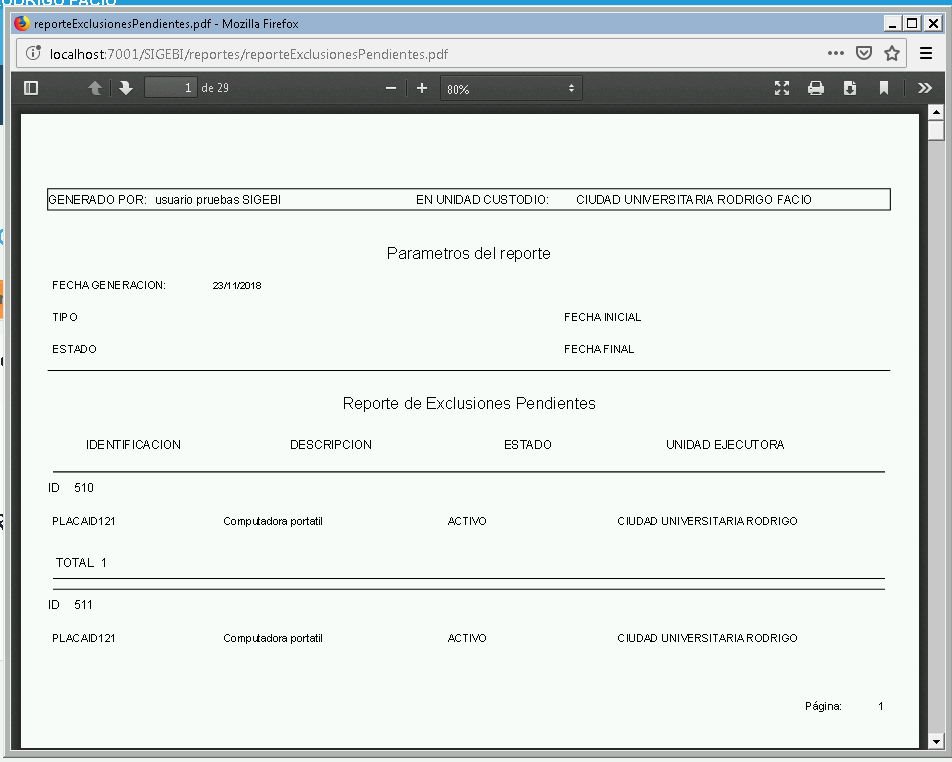 ODRIGO FACIO
reporteExclusionesPendientes.pdf - Mozilla Firefox
localhost:7001/SIGEBI/reportes/reporteExclusionesPendientes.pdf
1 de 29
80%
GENERADO POR: usuario pruebas SIGEBI EN UNIDAD CUSTODIO: CIUDAD UNIVERSITARIA RODRIGO FACIO
Parametros del reporte
FECHA GENERACION: 23/11/2018
TIPO FECHA INICIAL
ESTADO FECHA FINAL
Reporte de Exclusiones Pendientes
IDENTIFICACION DESCRIPCION ESTADO UNIDAD EJECUTORA
ID 510
PLACAID121 Computadora portatil ACTIVO CIUDAD UNIVERSITARIA RODRIGO
TOTAL 1
ID 511
PLACAID121 Computadora portatil ACTIVO CIUDAD UNIVERSITARIA RODRIGO
Página: 1